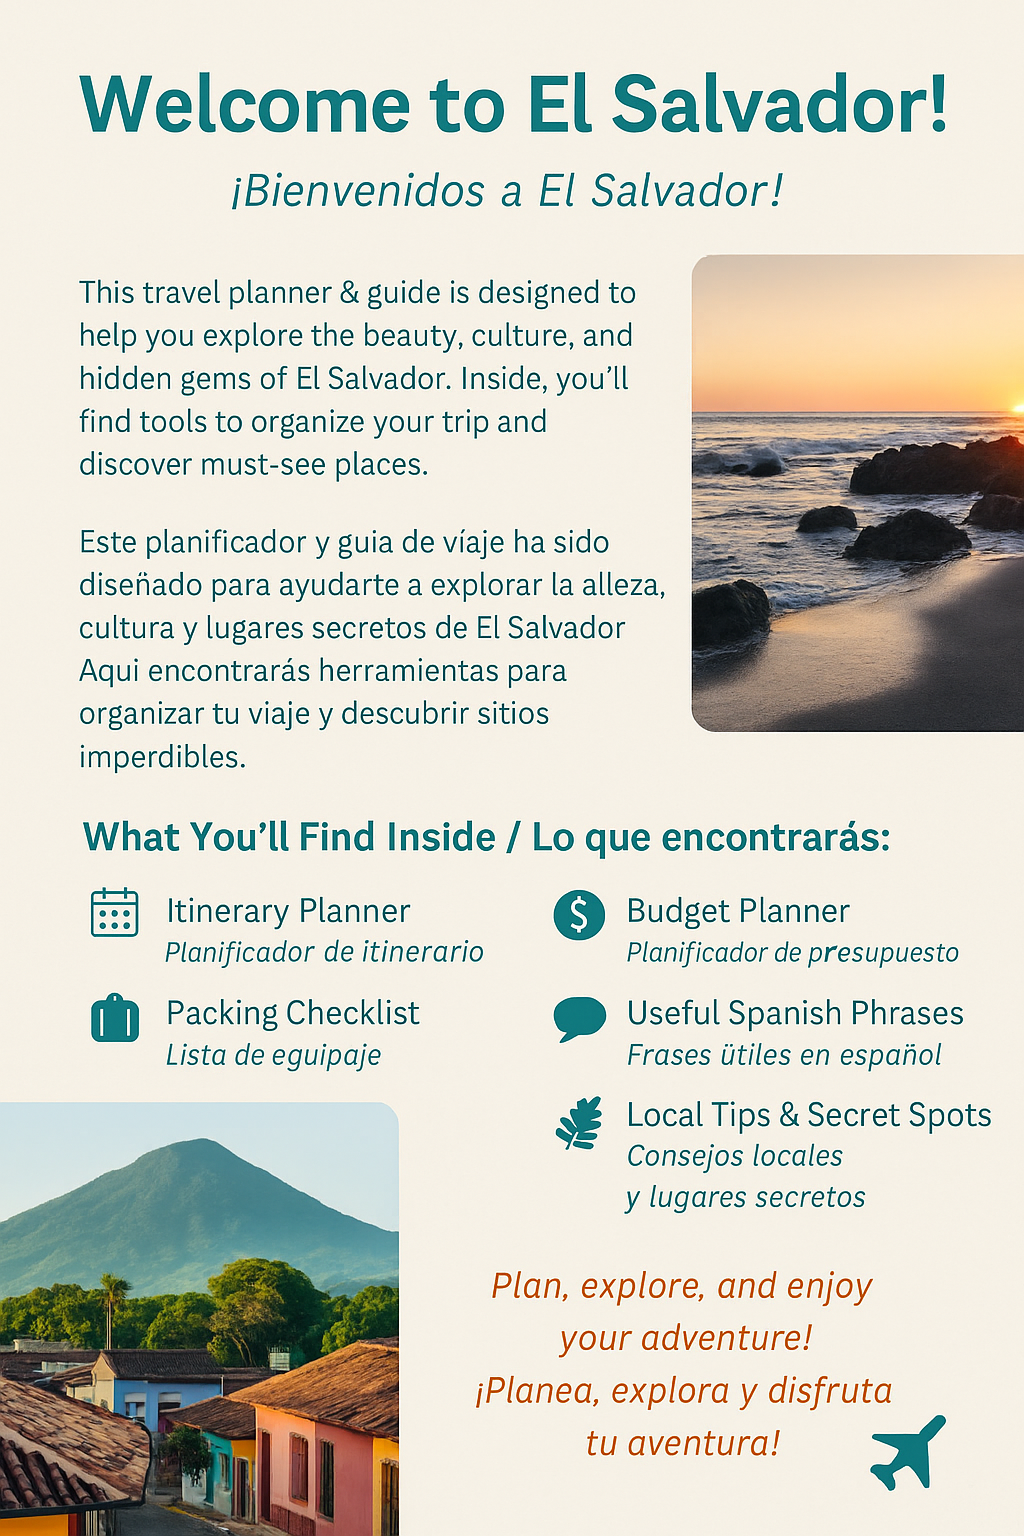 Welcome to El Salvador!
¡Bienvenidos a El Salvador!
This travel planner & guide is designed to
help you explore the beauty, culture, and
hidden gems of El Salvador. Inside, you’ll
find tools to organize your trip and
discover must-see places.
Este planificador y guia de víaje ha sido
diseñado para ayudarte a explorar la alleza,
cultura y lugares secretos de El Salvador
Aqui encontrarás herramientas para
organizar tu viaje y descubrir sitios
imperdibles.
What You’ll Find Inside / Lo que encontrarás:
Itinerary Planner
Planificador de itinerario
Packing Checklist
Lista de eguipaje
$
Budget Planner
Planificador de presupuesto
Useful Spanish Phrases
Frases ütiles en español
Local Tips & Secret Spots
Consejos locales
y lugares secretos
Plan, explore, and enjoy
your adventure!
¡Planea, explora y disfruta
tu aventura!